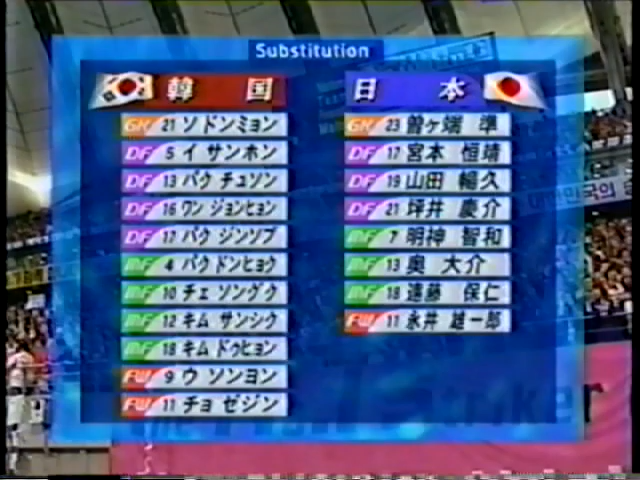 Substitution
韓 国
GK 21 ソ ドンミョン
DF 5 イ サンホン
DF 13 パク チュソン
DF 16 ワン ジョンヒョン
DF 17 パク ジンソプ
MF 4 パク ドンヒョク
MF 10 チェ ソングク
MF 12 キム サンシク
MF 18 キム ドゥヒョン
FW 9 ウ ソンヨン
FW 11 チョ ゼジン
日 本
GK 23 曽ヶ端 準
DF 17 宮本 恒靖
DF 19 山田 暢久
DF 21 坪井 慶介
MF 7 明神 智和
MF 13 奥 大介
MF 18 遠藤 保仁
FW 11 永井 雄一郎